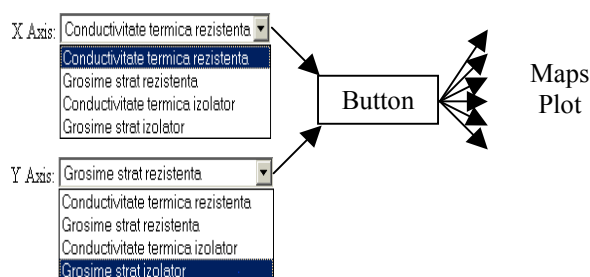 X Axis: Conductivitate termica rezistenta
Conductivitate termica rezistenta
Grosime strat rezistenta
Conductivitate termica izolator
Grosime strat izolator
Button
Maps
Plot
Y Axis: Grosime strat rezistenta
Conductivitate termica rezistenta
Grosime strat rezistenta
Conductivitate termica izolator
Grosime strat izolator